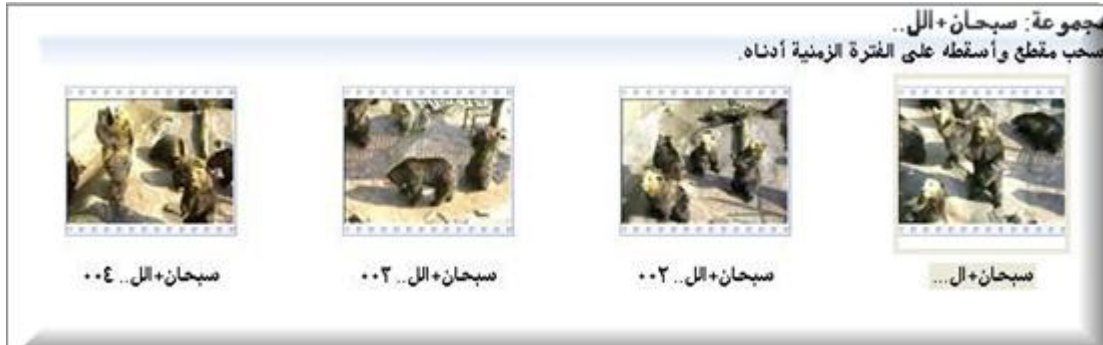 مجموعة: سبحان+الل..
سحب مقطع وأسقطه على الفترة الزمنية أدناه.
سبحان+ال...
سبحان+الل.. ٠٠٢
سبحان+الل.. ٠٠٣
سبحان+الل.. ٠٠٤